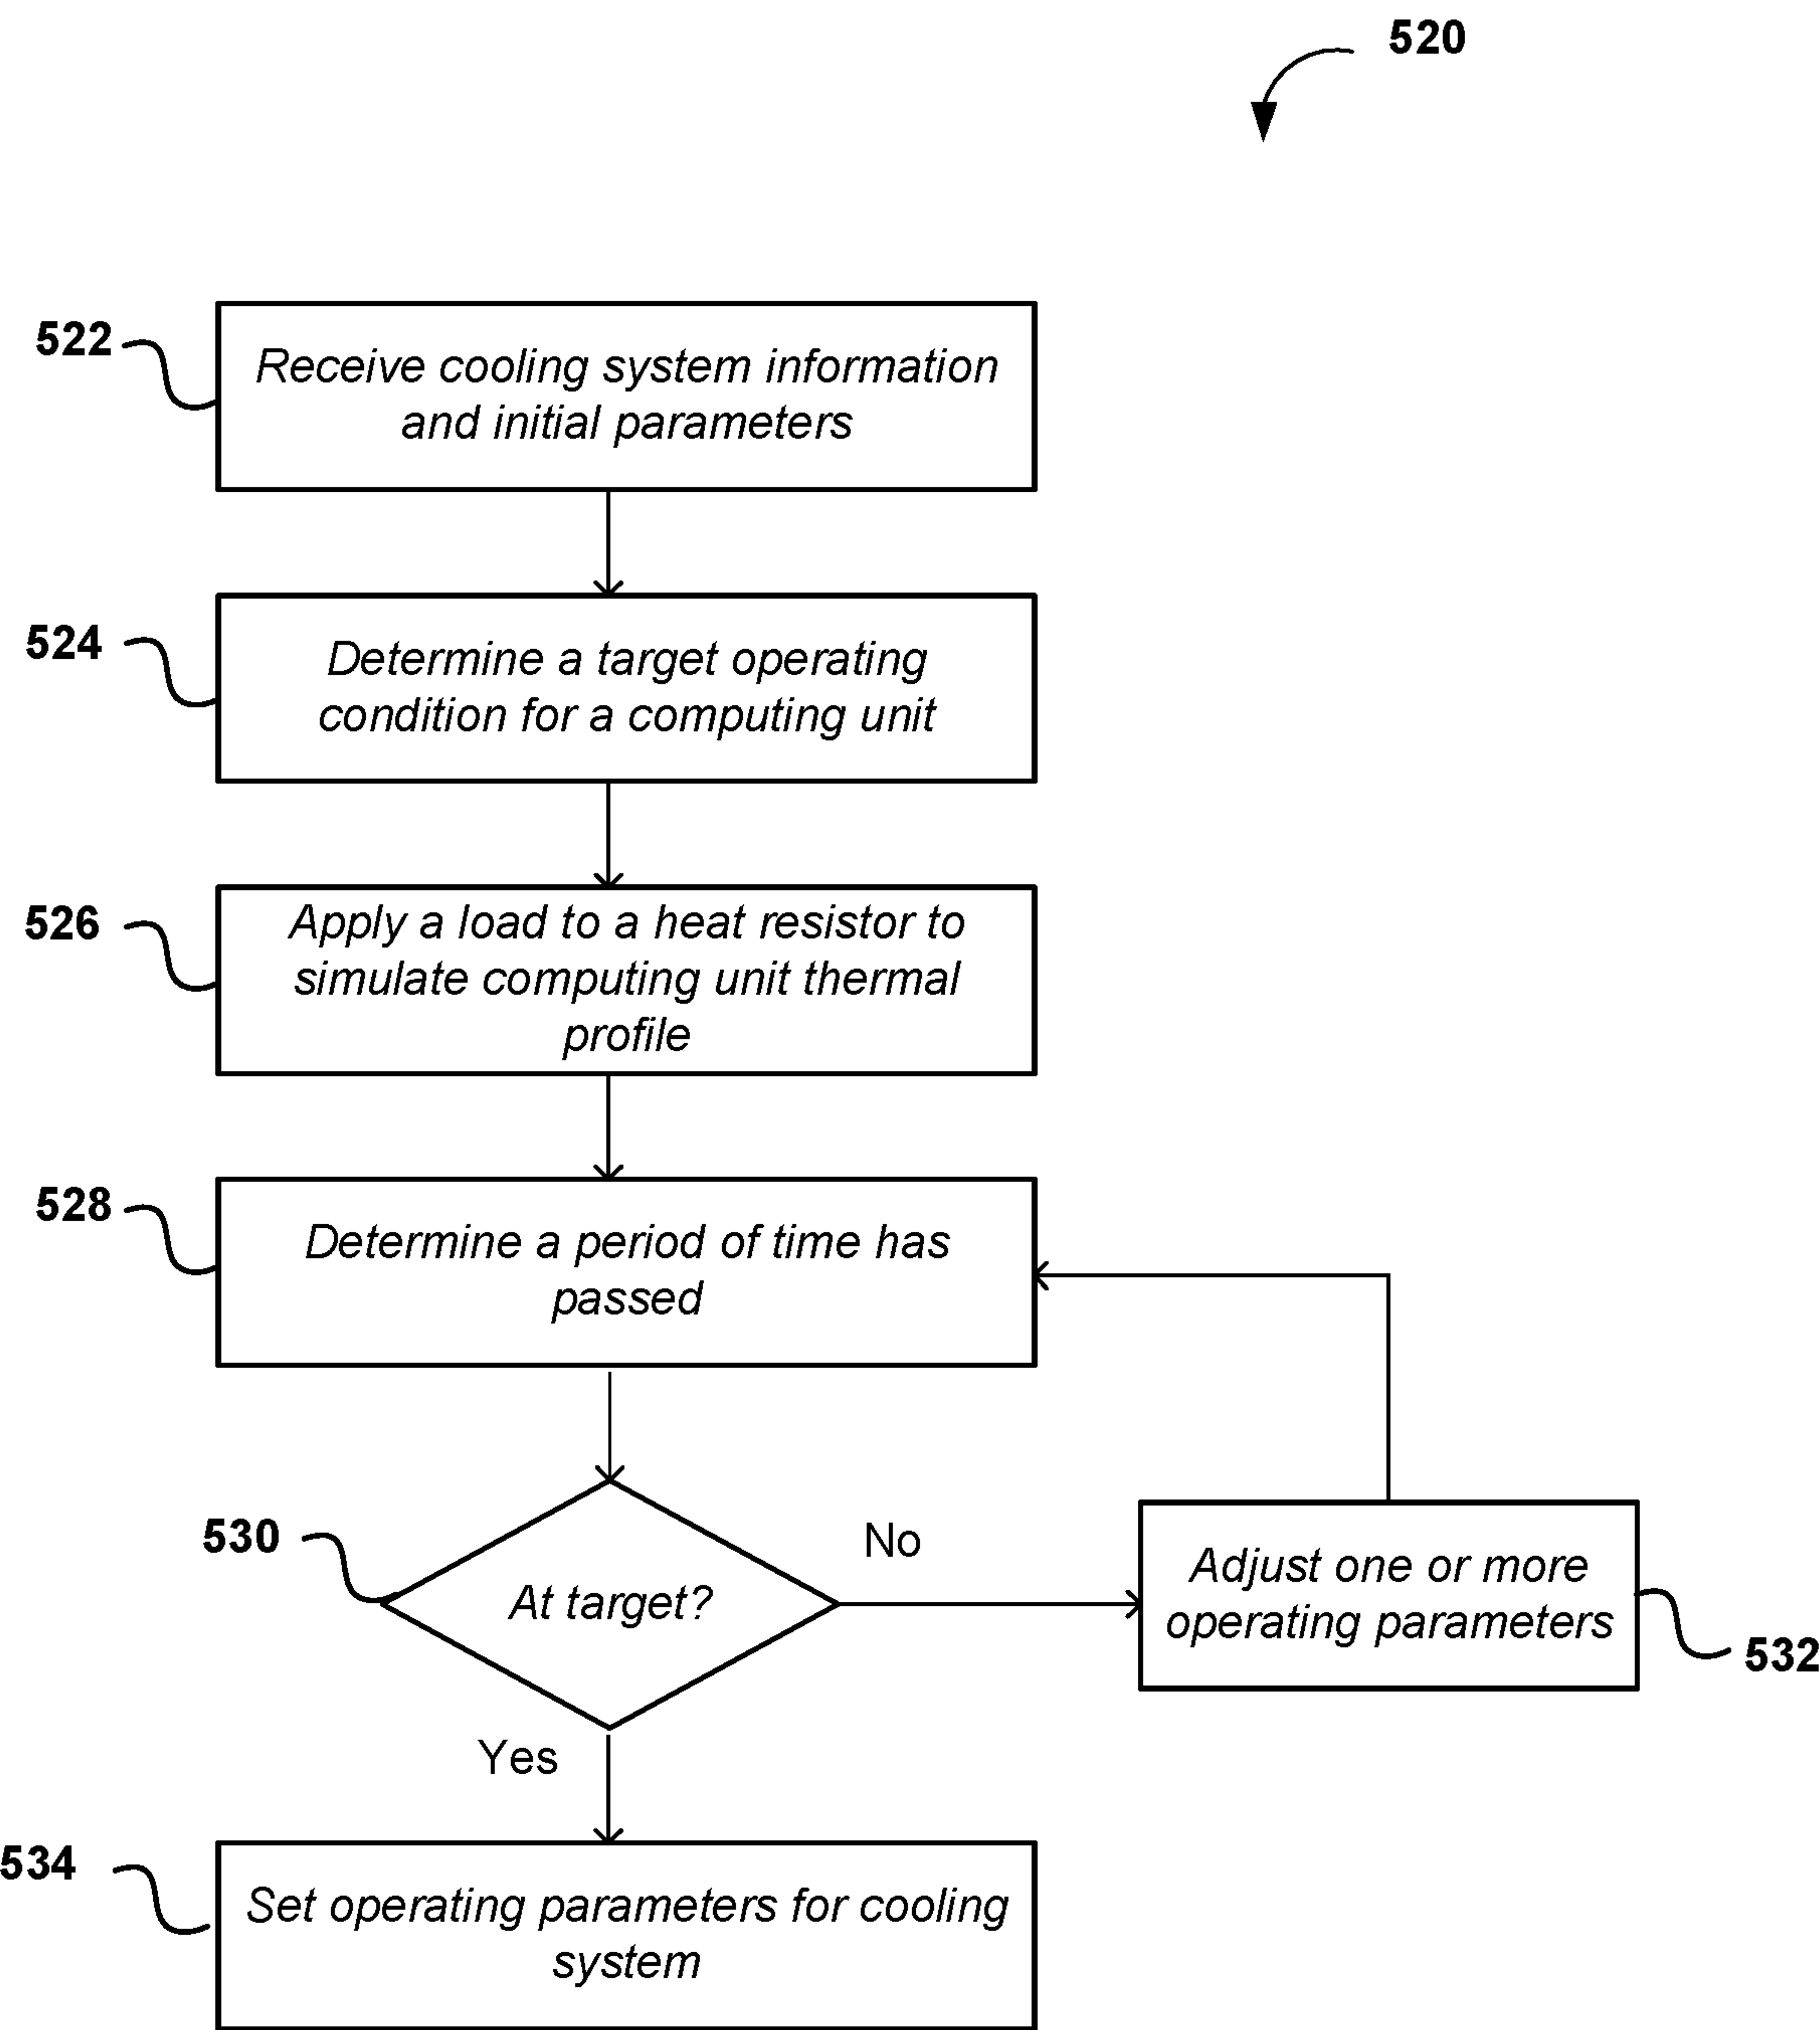 520
522
Receive cooling system information
and initial parameters
524
Determine a target operating
condition for a computing unit
526
Apply a load to a heat resistor to
simulate computing unit thermal
profile
528
Determine a period of time has
passed
530
At target?
No
Adjust one or more
operating parameters
532
Yes
534
Set operating parameters for cooling
system